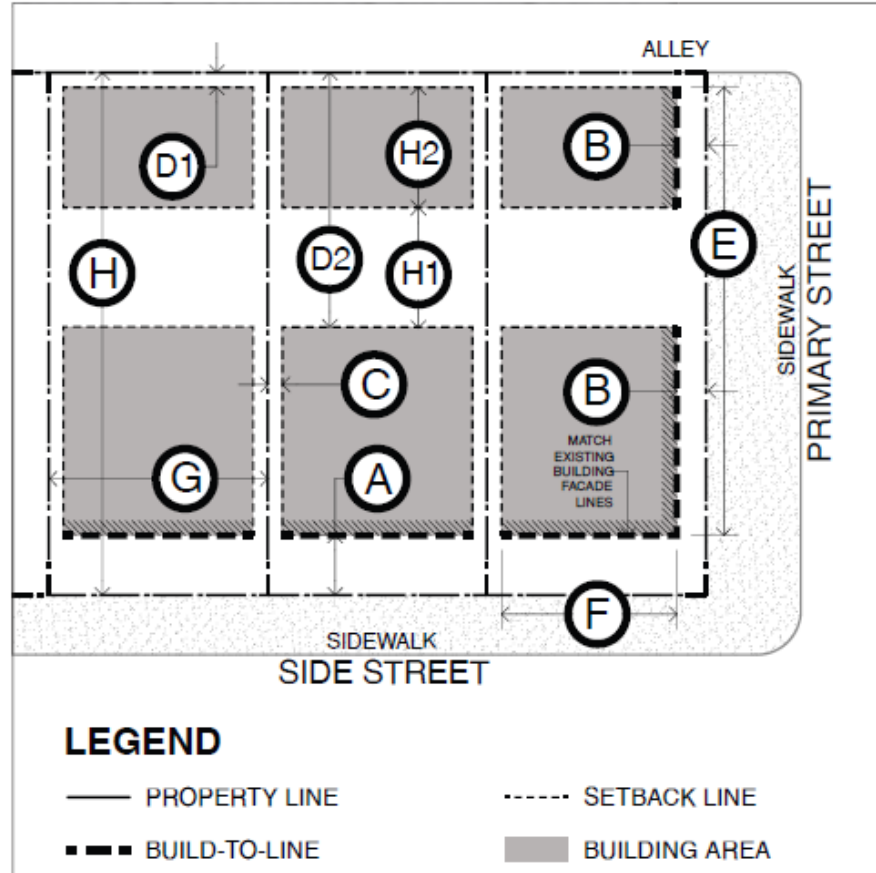 ALLEY
D1
H2
B
H
D2
H1
E
SIDEWALK
PRIMARY STREET
C
B
MATCH
EXISTING
BUILDING
FACADE
LINES
G
A
F
SIDEWALK
SIDE STREET
LEGEND
PROPERTY LINE
SETBACK LINE
BUILD-TO-LINE
BUILDING AREA